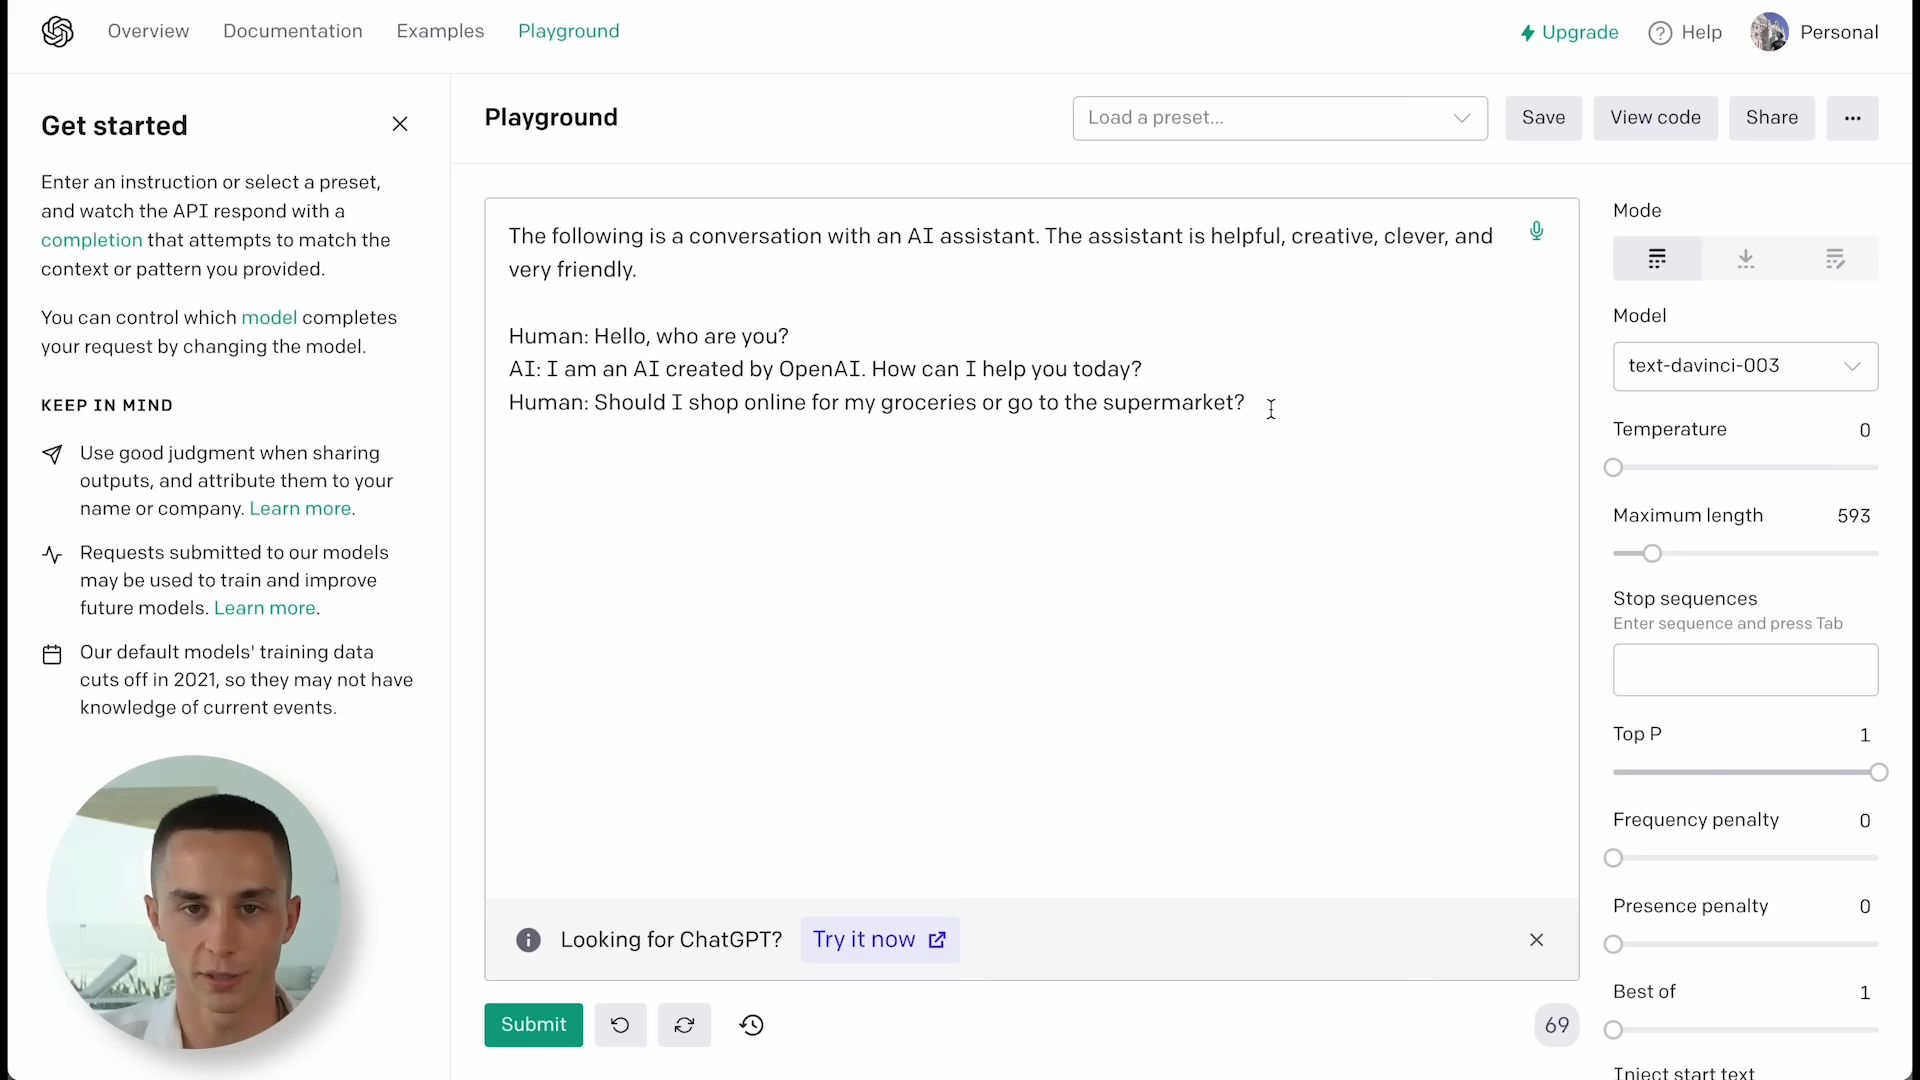 Overview Documentation Examples Playground
Upgrade Help Personal
Get started
Enter an instruction or select a preset,
and watch the API respond with a
completion that attempts to match the
context or pattern you provided.
You can control which model completes
your request by changing the model.
KEEP IN MIND
Use good judgment when sharing
outputs, and attribute them to your
name or company. Learn more.
Requests submitted to our models
may be used to train and improve
future models. Learn more.
Our default models' training data
cuts off in 2021, so they may not have
knowledge of current events.
Playground
Load a preset...
Save
View code
Share
The following is a conversation with an AI assistant. The assistant is helpful, creative, clever, and
very friendly.
Human: Hello, who are you?
AI: I am an AI created by OpenAI. How can I help you today?
Human: Should I shop online for my groceries or go to the supermarket?
Looking for ChatGPT? Try it now
Submit
69
Mode
Model
text-davinci-003
Temperature 0
Maximum length 593
Stop sequences
Enter sequence and press Tab
Top P 1
Frequency penalty 0
Presence penalty 0
Best of 1
Inject start text